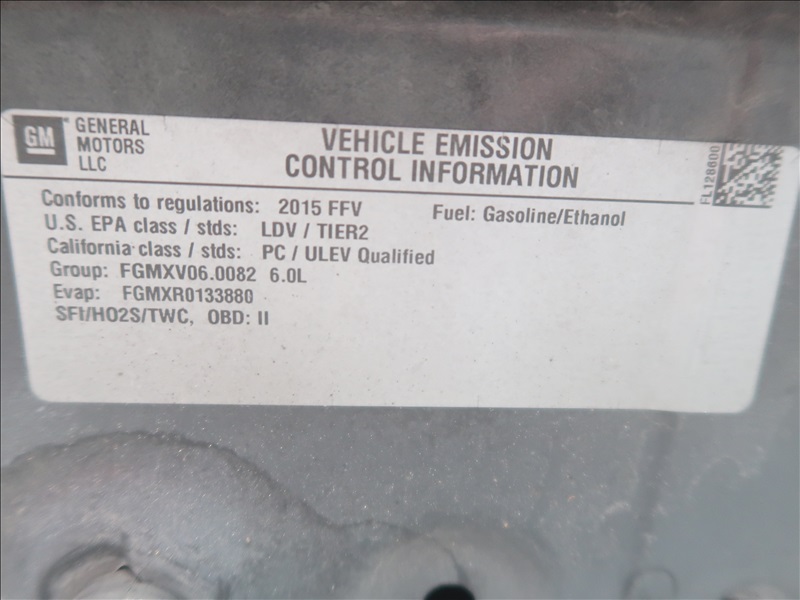 GM GENERAL MOTORS LLC
VEHICLE EMISSION
CONTROL INFORMATION
FL128600
Conforms to regulations: 2015 FFV Fuel: Gasoline/Ethanol
U.S. EPA class / stds: LDV / TIER2
California class / stds: PC / ULEV Qualified
Group: FGMXV06.0082 6.0L
Evap: FGMXR0133880
SFI/HO2S/TWC, OBD: II